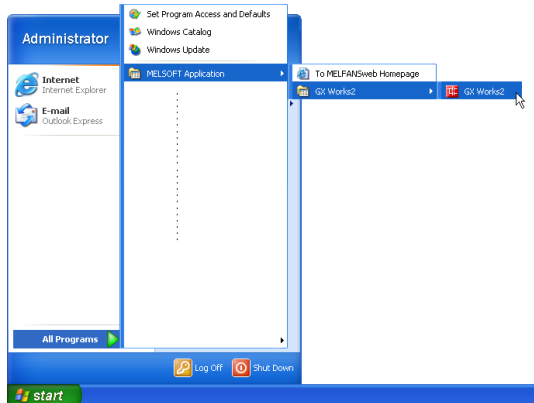 Administrator
Internet
Internet Explorer
E-mail
Outlook Express
All Programs
Set Program Access and Defaults
Windows Catalog
Windows Update
MELSOFT Application
To MELFANSweb Homepage
GX Works2
GX Works2
Log Off
Shut Down
start